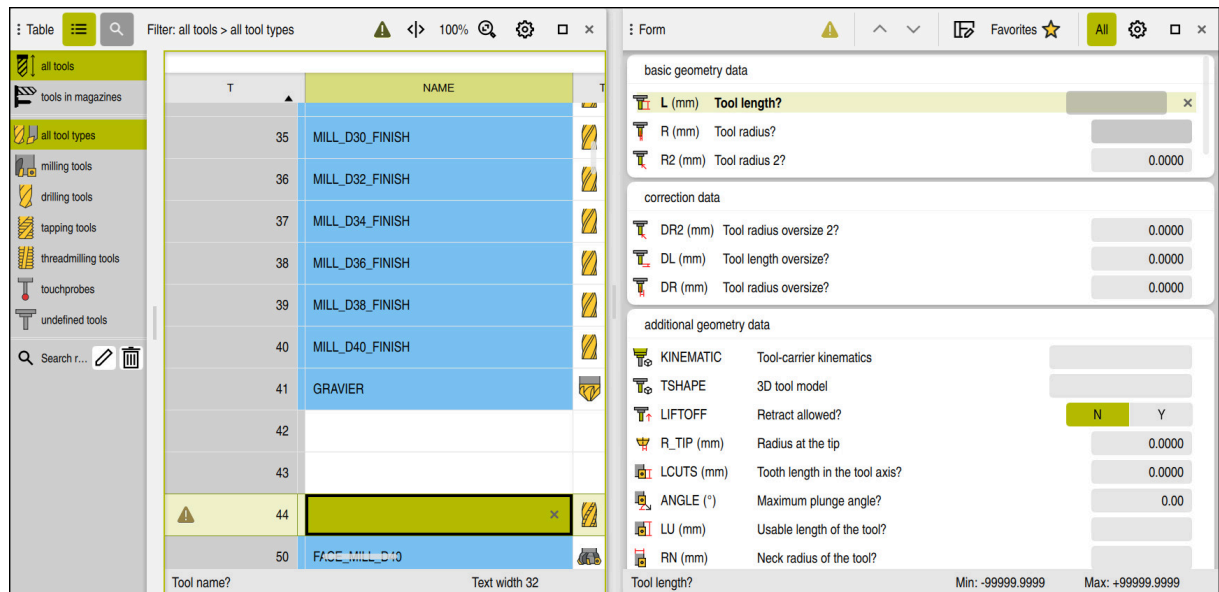 Table
Filter: all tools > all tool types
100%
all tools
tools in magazines
all tool types
milling tools
drilling tools
tapping tools
threadmilling tools
touchprobes
undefined tools
Search r...
T NAME T
35 MILL_D30_FINISH
36 MILL_D32_FINISH
37 MILL_D34_FINISH
38 MILL_D36_FINISH
39 MILL_D38_FINISH
40 MILL_D40_FINISH
41 GRAVIER
42
43
44
50 FACE_MILL_D40
Tool name? Text width 32
Form
Favorites
All
basic geometry data
L (mm) Tool length?
R (mm) Tool radius?
R2 (mm) Tool radius 2? 0.0000
correction data
DR2 (mm) Tool radius oversize 2? 0.0000
DL (mm) Tool length oversize? 0.0000
DR (mm) Tool radius oversize? 0.0000
additional geometry data
KINEMATIC Tool-carrier kinematics
TSHAPE 3D tool model
LIFTOFF Retract allowed? N Y
R_TIP (mm) Radius at the tip 0.0000
LCUTS (mm) Tooth length in the tool axis? 0.0000
ANGLE (°) Maximum plunge angle? 0.00
LU (mm) Usable length of the tool?
RN (mm) Neck radius of the tool?
Tool length? Min: -99999.9999 Max: +99999.9999